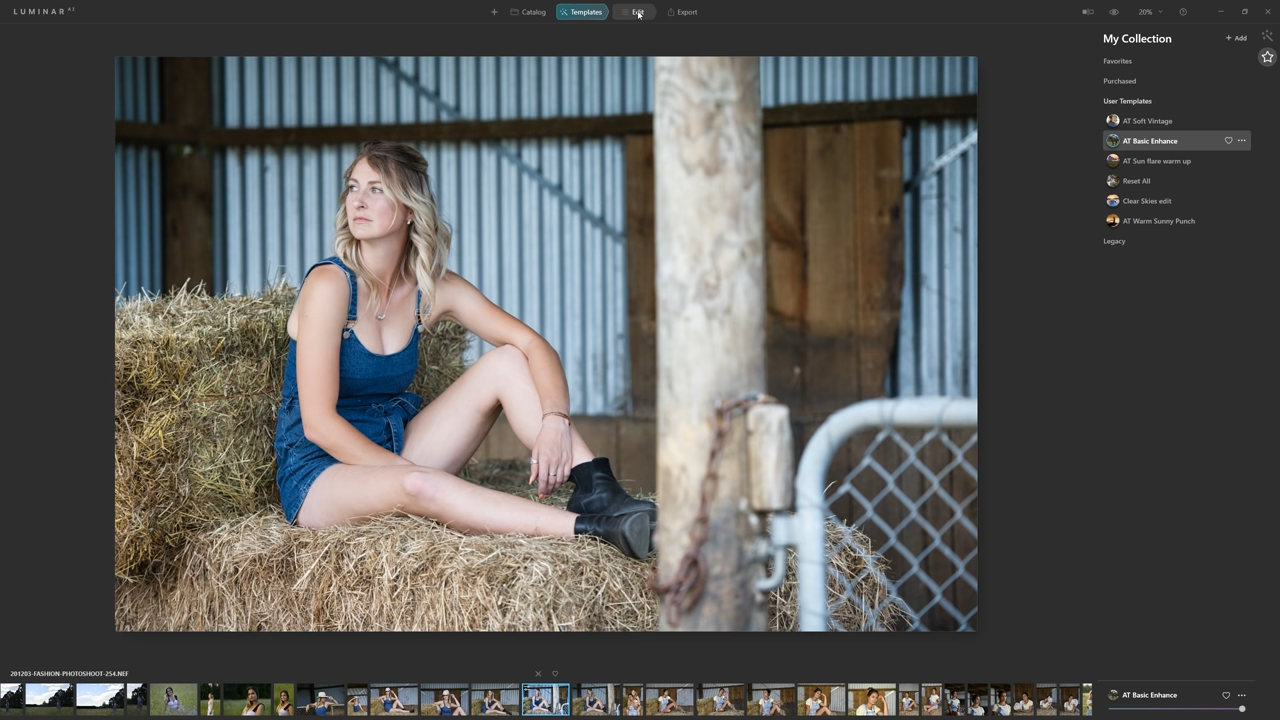 LUMINAR AI
Catalog
Templates
Edit
Export
20%
My Collection
Add
Favorites
Purchased
User Templates
AT Soft Vintage
AT Basic Enhance
AT Sun flare warm up
Reset All
Clear Skies edit
AT Warm Sunny Punch
Legacy
201203-FASHION-PHOTOSHOOT-254.NEF
AT Basic Enhance